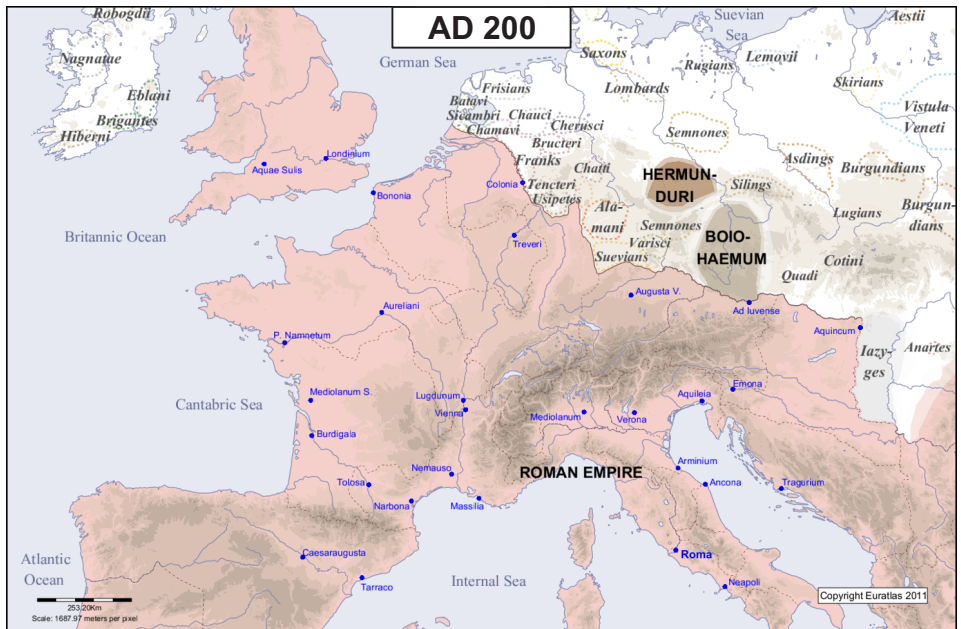 AD 200
Robogdii
Suevian
Sea
Aestii
German Sea
Saxons
Rugians
Lemovii
Nagnatae
Frisians
Lombards
Skirians
Eblani
Batavi
Sicambri
Chauci
Vistula
Veneti
Brigantes
Chamavi
Cherusci
Hiberni
Bructeri
Semnones
Londinium
Franks
Asdings
Burgundians
Aquae Sulis
Chatti
HERMUN-
DURI
Colonia
Tencteri
Silings
Bononia
Usipetes
Ala-
mani
Semnones
Lugians
Burgun-
dians
Britannic Ocean
Treveri
Varisci
BOIO-
HAEMUM
Suevians
Cotini
Quadi
Augusta V.
Ad Iuvense
Aureliani
Aquincum
P. Namnetum
Iazy-
ges
Anartes
Mediolanum S.
Lugdunum
Emona
Cantabric Sea
Aquileia
Vienna
Mediolanum
Verona
Burdigala
Arminium
Nemauso
ROMAN EMPIRE
Tolosa
Ancona
Tragurium
Narbona
Massilia
Caesaraugusta
Roma
Atlantic
Ocean
Tarraco
Internal Sea
Neapoli
253.20Km
Scale: 1687.97 meters per pixel
Copyright Euratlas 2011